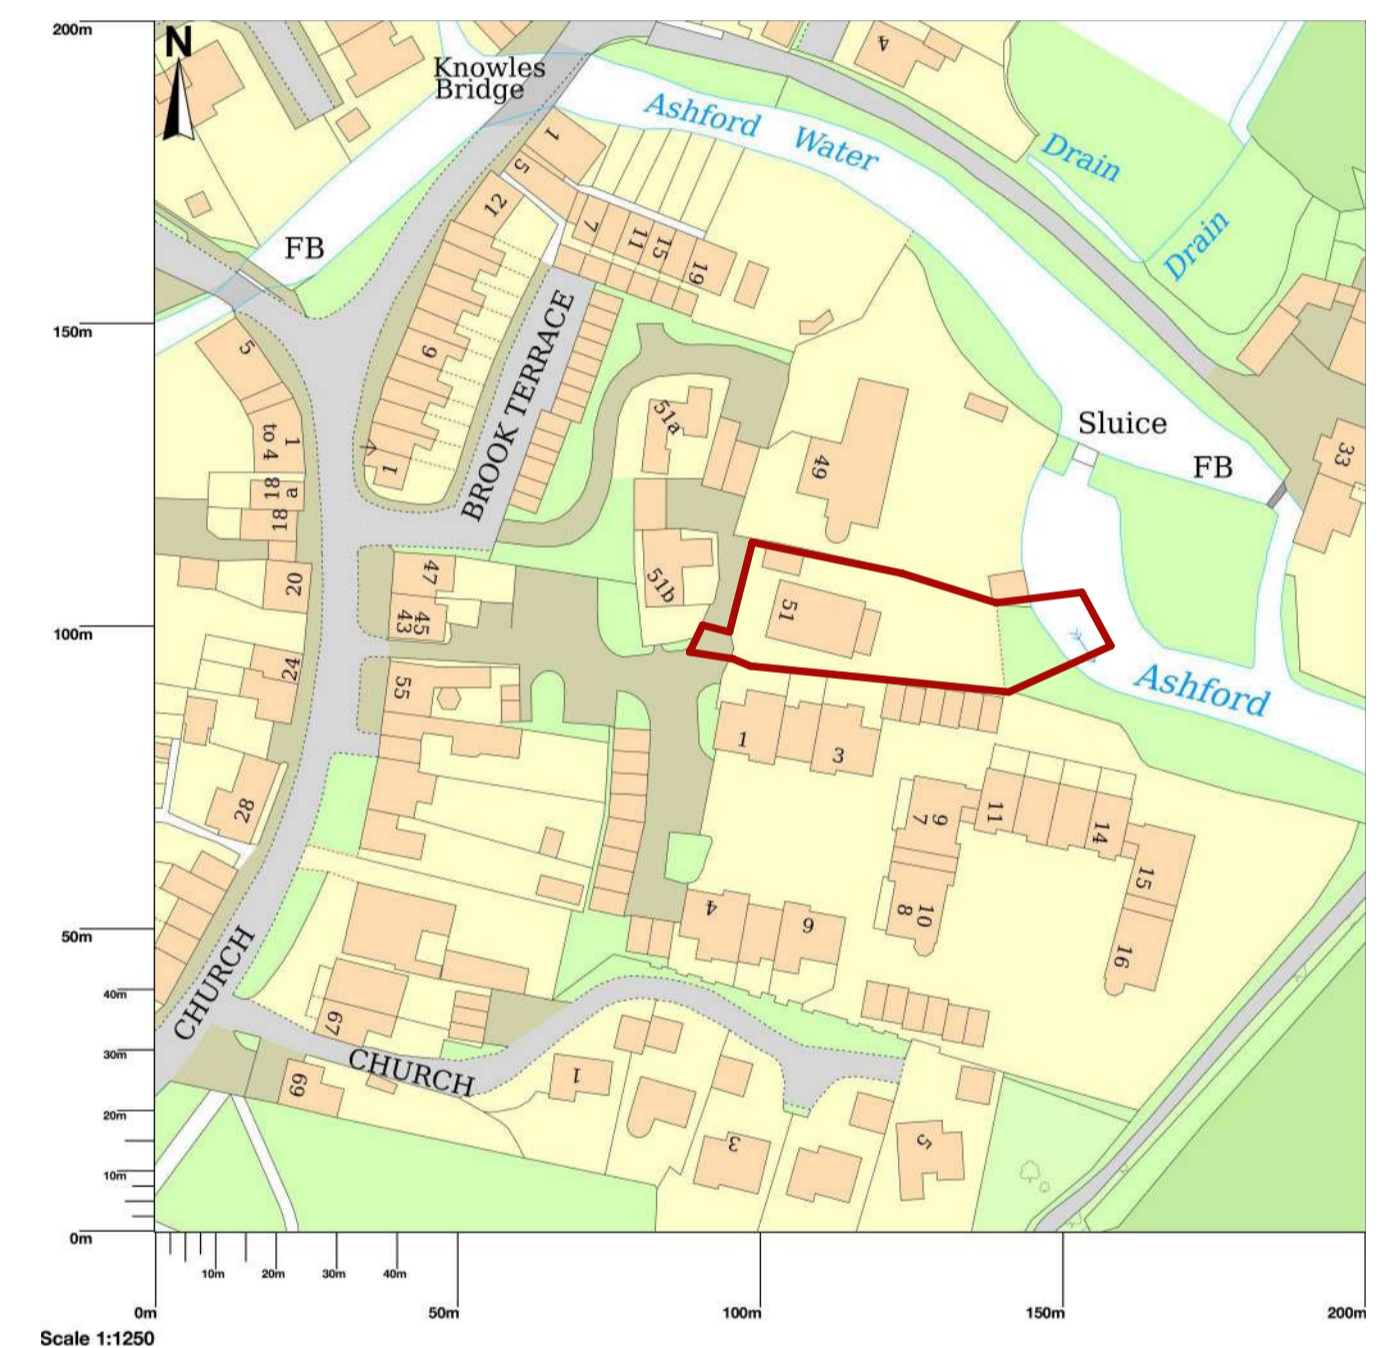 200m
N
Knowles
Bridge
4
Ashford Water
Drain
Drain
1
5
12
7
11
15
19
FB
150m
5
9
BROOK TERRACE
51a
1
1
to 4
18
a
18
49
Sluice
FB
33
20
47
45
43
51b
51
100m
24
55
Ashford
1
3
28
9
7
11
14
15
10
8
16
4
6
50m
40m
CHURCH
67
30m
CHURCH
69
1
20m
3
5
10m
0m
10m
20m
30m
40m
0m
50m
100m
150m
200m
Scale 1:1250